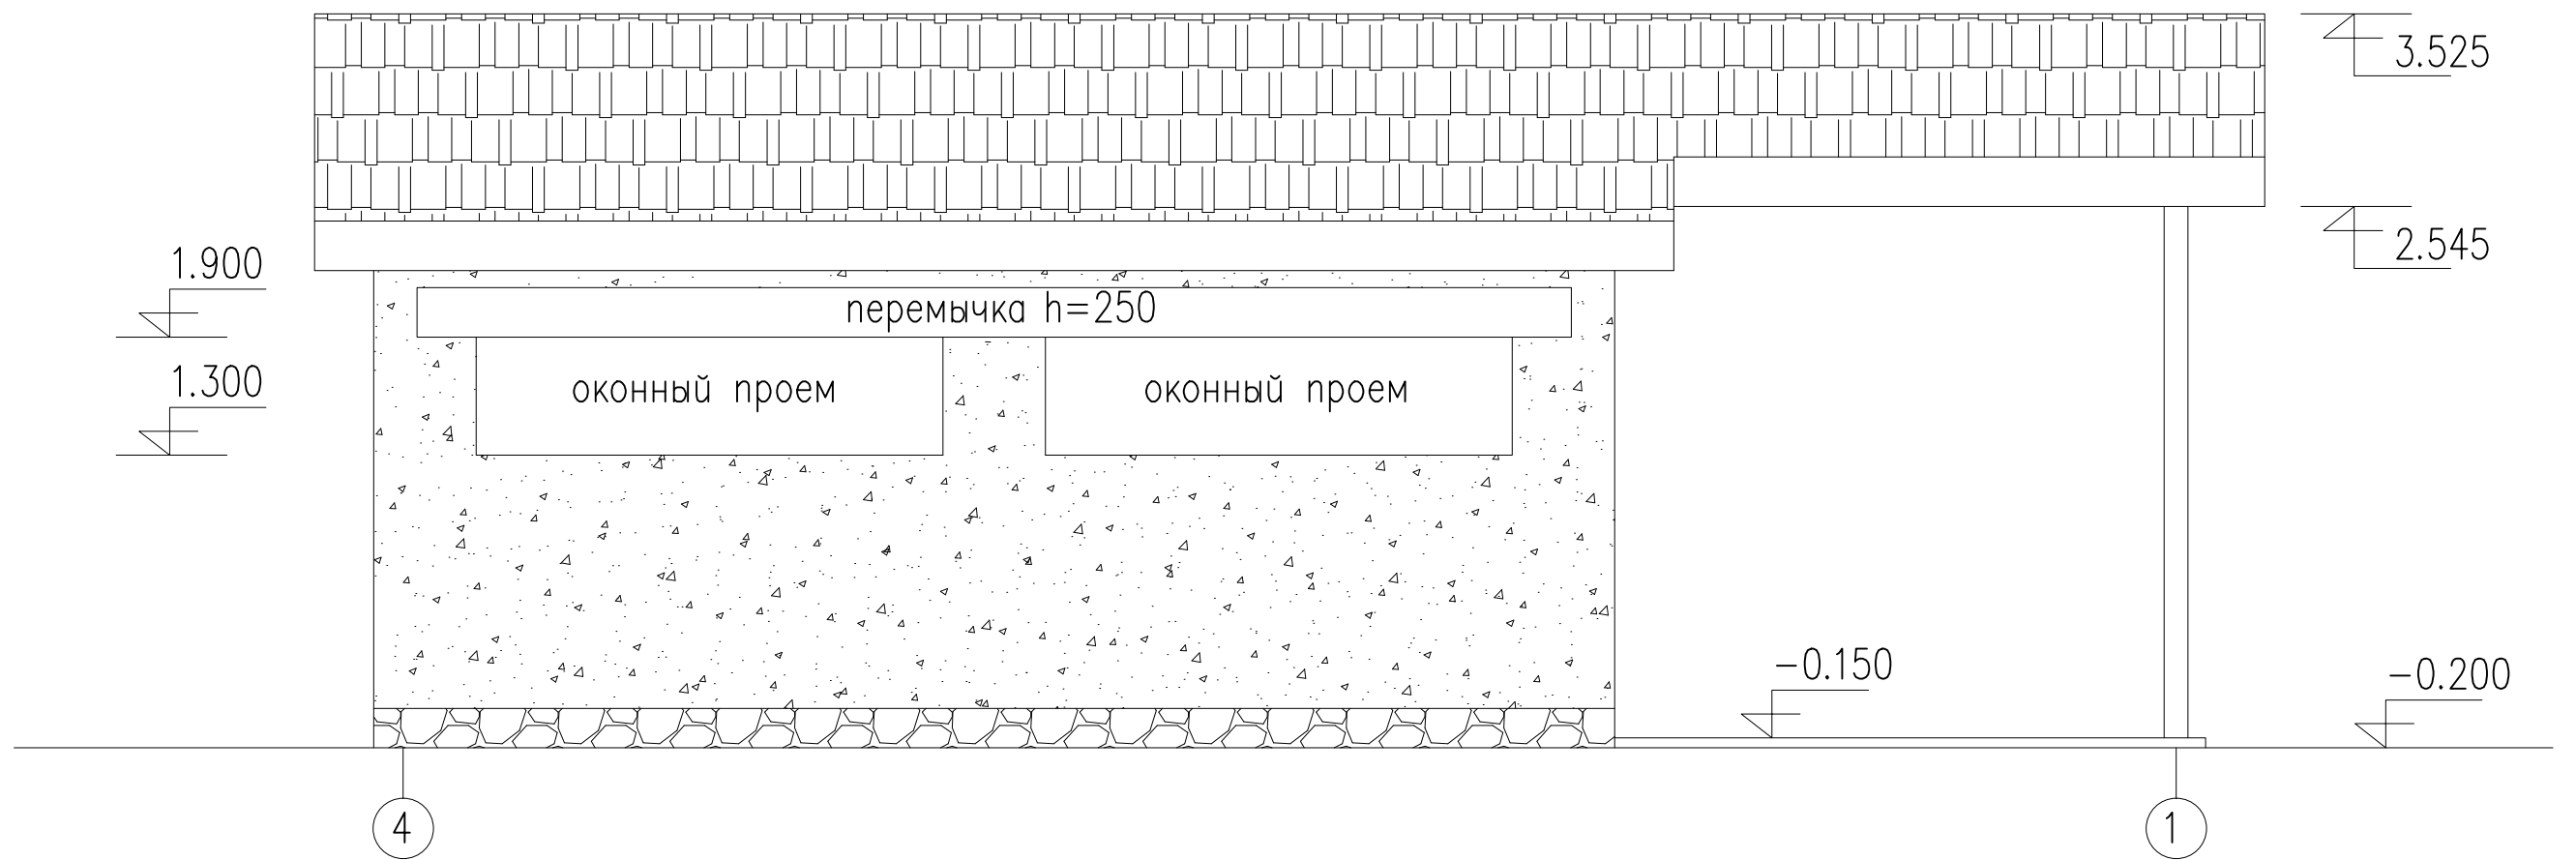 3.525
2.545
1.900
перемычка h=250
1.300
оконный проем
оконный проем
-0.150
-0.200
4
1